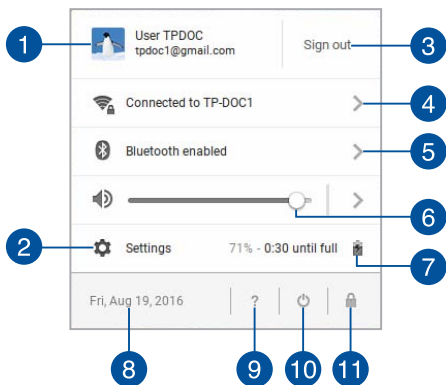 1
User TPDOC
tpdoc1@gmail.com
Sign out
3
Connected to TP-DOC1
4
Bluetooth enabled
5
6
2
Settings
71% - 0:30 until full
7
Fri, Aug 19, 2016
?
8
9
10
11